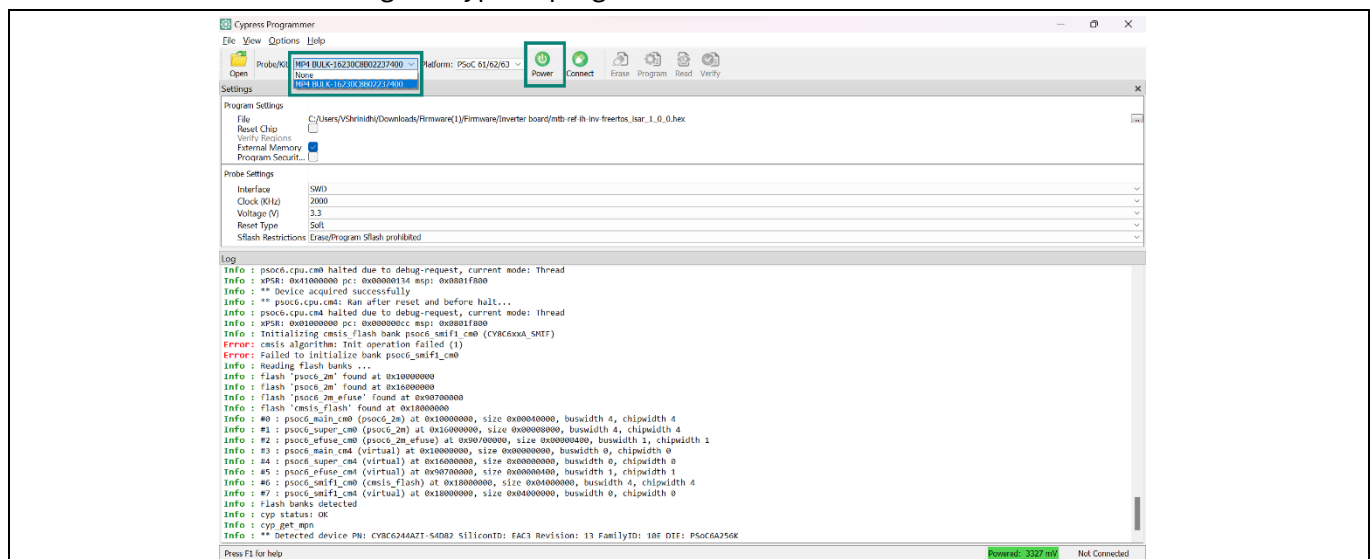 Cypress Programmer
File View Options Help
Open
Probe/Kit: MP4 BULK-16230C8B02237400 Platform: PSoC 61/62/63
None
MP4 BULK-16230C8B02237400
Power Connect Erase Program Read Verify
Settings
Program Settings
File C:/Users/VShrinidhi/Downloads/Firmware(1)/Firmware/Inverter board/mtb-ref-ih-inv-freertos_isar_1_0_0.hex
Reset Chip
Verify Regions
External Memory
Program Securit...
Probe Settings
Interface SWD
Clock (KHz) 2000
Voltage (V) 3.3
Reset Type Soft
Sflash Restrictions Erase/Program Sflash prohibited
Log
Info : psoc6.cpu.cm0 halted due to debug-request, current mode: Thread
Info : xPSR: 0x41000000 pc: 0x00000134 msp: 0x0801f800
Info : ** Device acquired successfully
Info : ** psoc6.cpu.cm4: Ran after reset and before halt...
Info : psoc6.cpu.cm4 halted due to debug-request, current mode: Thread
Info : xPSR: 0x01000000 pc: 0x000000cc msp: 0x0801f800
Info : Initializing cmsis_flash bank psoc6_smif1_cm0 (CY8C6xxA_SMIF)
Error: cmsis algorithm: Init operation failed (1)
Error: Failed to initialize bank psoc6_smif1_cm0
Info : Reading flash banks ...
Info : flash 'psoc6_2m' found at 0x10000000
Info : flash 'psoc6_2m' found at 0x16000000
Info : flash 'psoc6_2m_efuse' found at 0x90700000
Info : flash 'cmsis_flash' found at 0x18000000
Info : #0 : psoc6_main_cm0 (psoc6_2m) at 0x10000000, size 0x00040000, buswidth 4, chipwidth 4
Info : #1 : psoc6_super_cm0 (psoc6_2m) at 0x16000000, size 0x00008000, buswidth 4, chipwidth 4
Info : #2 : psoc6_efuse_cm0 (psoc6_2m_efuse) at 0x90700000, size 0x00000400, buswidth 1, chipwidth 1
Info : #3 : psoc6_main_cm4 (virtual) at 0x10000000, size 0x00000000, buswidth 0, chipwidth 0
Info : #4 : psoc6_super_cm4 (virtual) at 0x16000000, size 0x00000000, buswidth 0, chipwidth 0
Info : #5 : psoc6_efuse_cm4 (virtual) at 0x90700000, size 0x00000400, buswidth 1, chipwidth 1
Info : #6 : psoc6_smif1_cm0 (cmsis_flash) at 0x18000000, size 0x04000000, buswidth 4, chipwidth 4
Info : #7 : psoc6_smif1_cm4 (virtual) at 0x18000000, size 0x04000000, buswidth 0, chipwidth 0
Info : Flash banks detected
Info : cyp status: OK
Info : cyp_get_mpn
Info : ** Detected device PN: CY8C6244AZI-S4D82 SiliconID: EAC3 Revision: 13 FamilyID: 10E DIE: PSoC6A256K
Press F1 for help
Powered: 3327 mV Not Connected